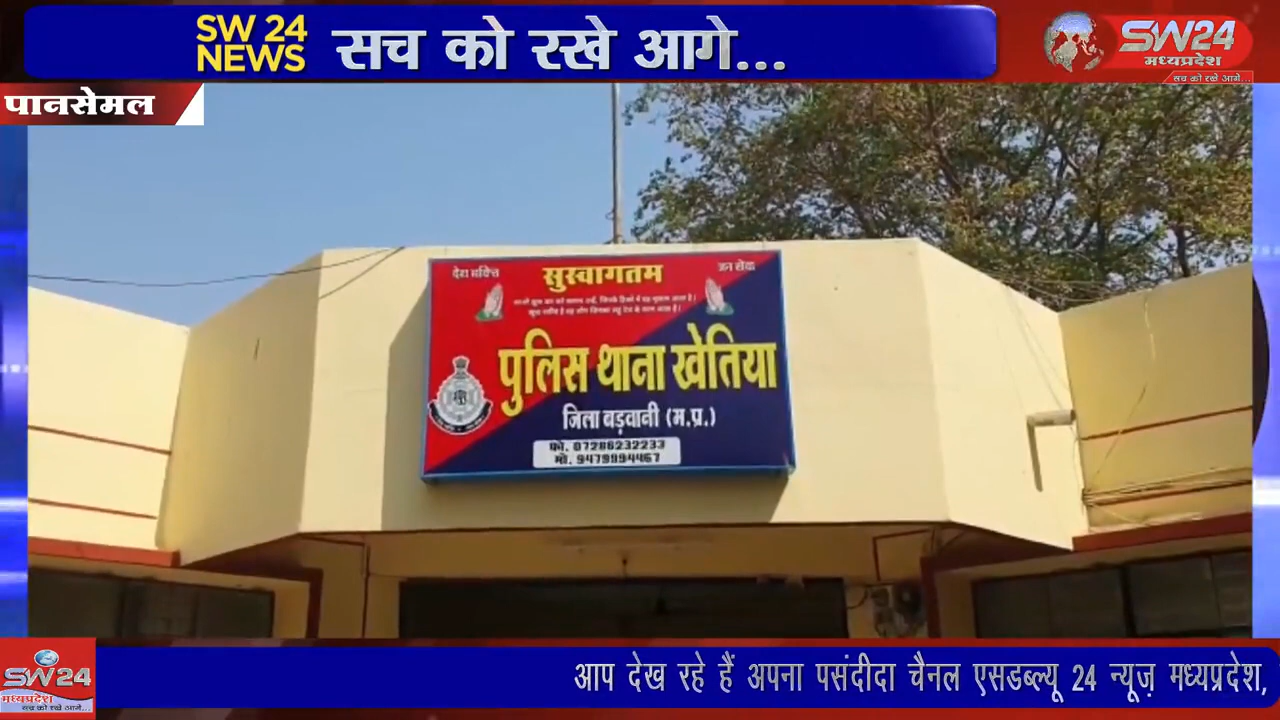 SW 24
NEWS
सच को रखे आगे...
SW24
मध्यप्रदेश
सच को रखे आगे...
पानसेमल
देश भक्ति
सुस्वागतम
जन सेवा
पुलिस थाना खेतिया
जिला बड़वानी (म.प्र.)
फो. 07286232233
मो. 9479994467
SW24
मध्यप्रदेश
सच को रखे आगे...
आप देख रहे हैं अपना पसंदीदा चैनल एसडब्ल्यू 24 न्यूज़ मध्यप्रदेश,